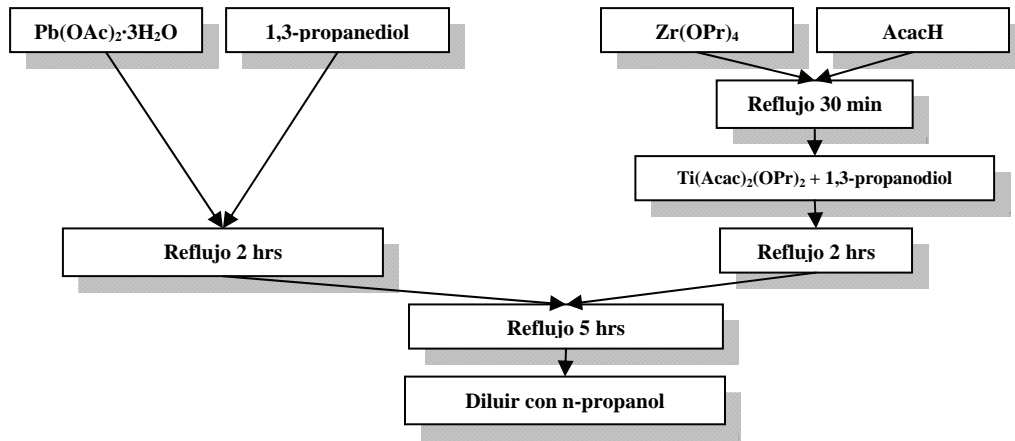 Pb(OAc)₂·3H₂O
1,3-propanediol
Zr(OPr)₄
AcacH
Reflujo 30 min
Ti(Acac)₂(OPr)₂ + 1,3-propanodiol
Reflujo 2 hrs
Reflujo 2 hrs
Reflujo 5 hrs
Diluir con n-propanol